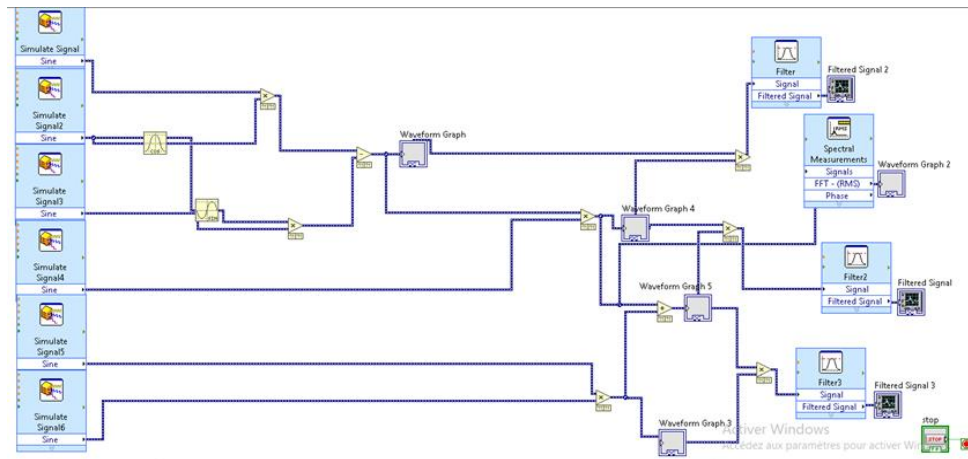 Simulate Signal
Sine
Simulate
Signal2
Sine
Simulate
Signal3
Sine
Simulate
Signal4
Sine
Simulate
Signal5
Sine
Simulate
Signal6
Sine
COS
Waveform Graph
Waveform Graph 4
Waveform Graph 5
Waveform Graph 3
Filter
Signal
Filtered Signal
Filtered Signal 2
Spectral
Measurements
Signals
FFT - (RMS)
Phase
Waveform Graph 2
Filter2
Signal
Filtered Signal
Filtered Signal
Filter3
Signal
Filtered Signal
Filtered Signal 3
stop
STOP
Activer Windows
Accédez aux paramètres pour activer Win